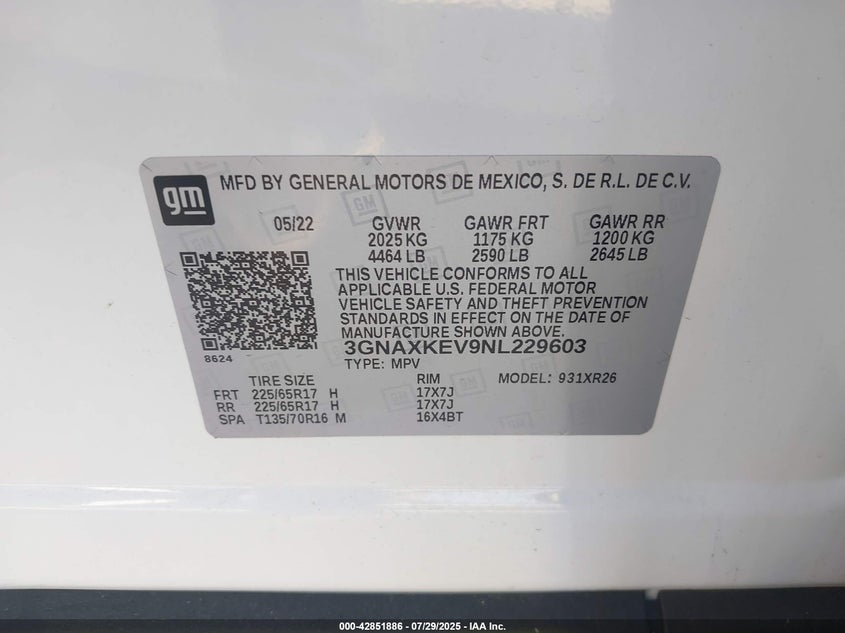 gm
MFD BY GENERAL MOTORS DE MEXICO, S. DE R.L. DE C.V.
05/22 GVWR GAWR FRT GAWR RR
2025 KG 1175 KG 1200 KG
4464 LB 2590 LB 2645 LB
THIS VEHICLE CONFORMS TO ALL
APPLICABLE U.S. FEDERAL MOTOR
VEHICLE SAFETY AND THEFT PREVENTION
STANDARDS IN EFFECT ON THE DATE OF
MANUFACTURE SHOWN ABOVE.
8624
3GNAXKEV9NL229603
TYPE: MPV
TIRE SIZE RIM MODEL: 931XR26
FRT 225/65R17 H 17X7J
RR 225/65R17 H 17X7J
SPA T135/70R16 M 16X4BT
000-42851886 / 07/29/2025 - IAA Inc.